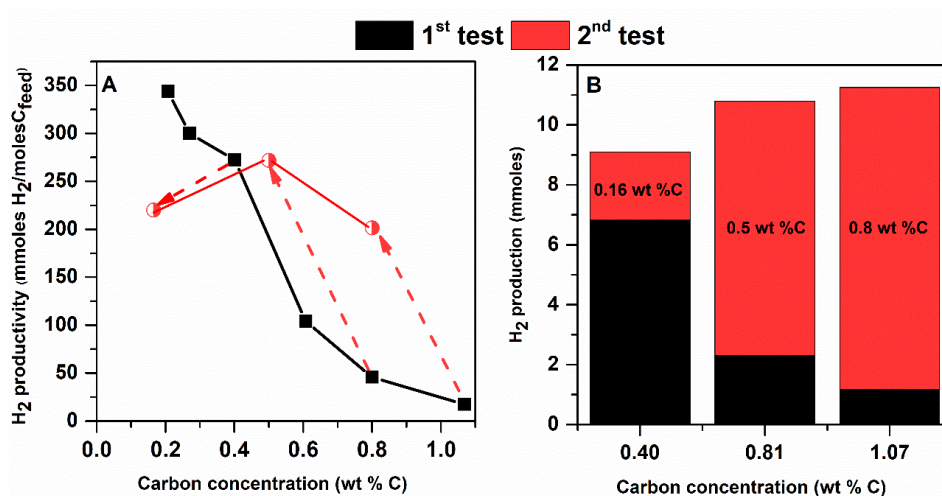 1st test 2nd test
A
H2 productivity (mmoles H2/molesCfeed)
350
300
250
200
150
100
50
0
0.0 0.2 0.4 0.6 0.8 1.0
Carbon concentration (wt % C)
B
H2 production (mmoles)
12
10
8
6
4
2
0
0.16 wt %C
0.5 wt %C
0.8 wt %C
0.40 0.81 1.07
Carbon concentration (wt % C)